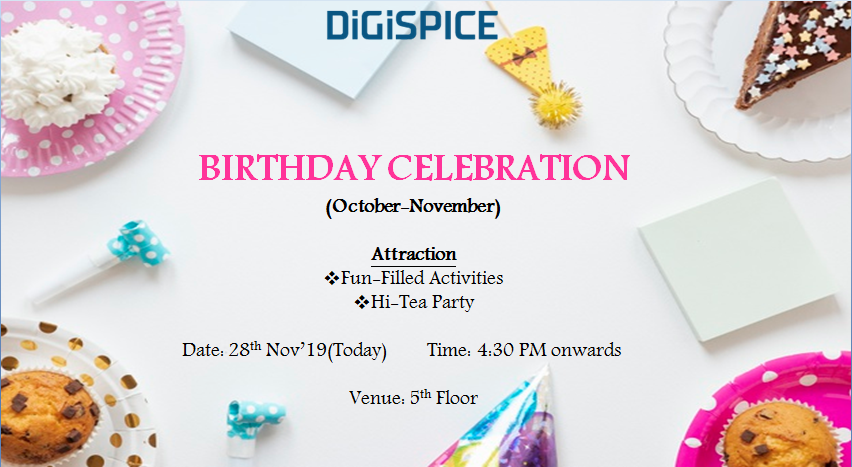 DiGiSPICE
BIRTHDAY CELEBRATION
(October-November)
Attraction
❖Fun-Filled Activities
❖Hi-Tea Party
Date: 28th Nov’19(Today) Time: 4:30 PM onwards
Venue: 5th Floor